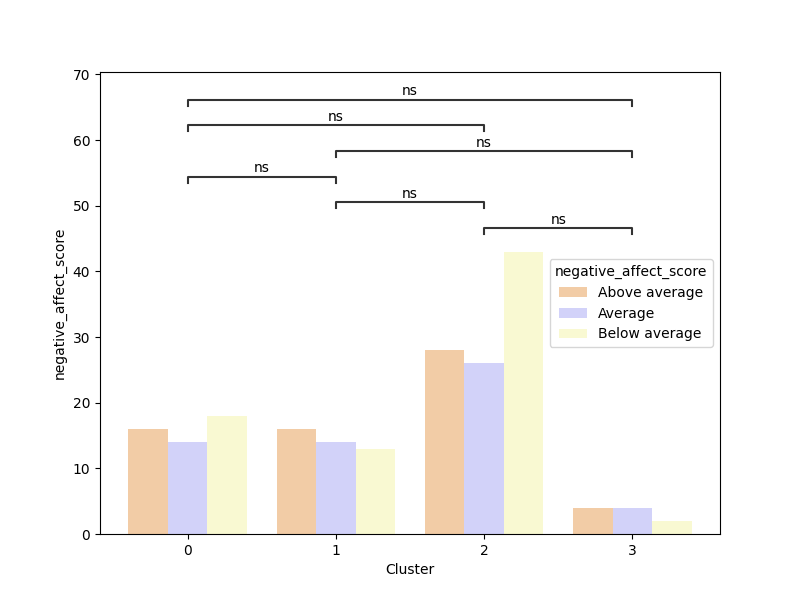 70
60
50
40
30
20
10
0
negative_affect_score
ns
ns
ns
ns
ns
ns
negative_affect_score
Above average
Average
Below average
0 1 2 3
Cluster